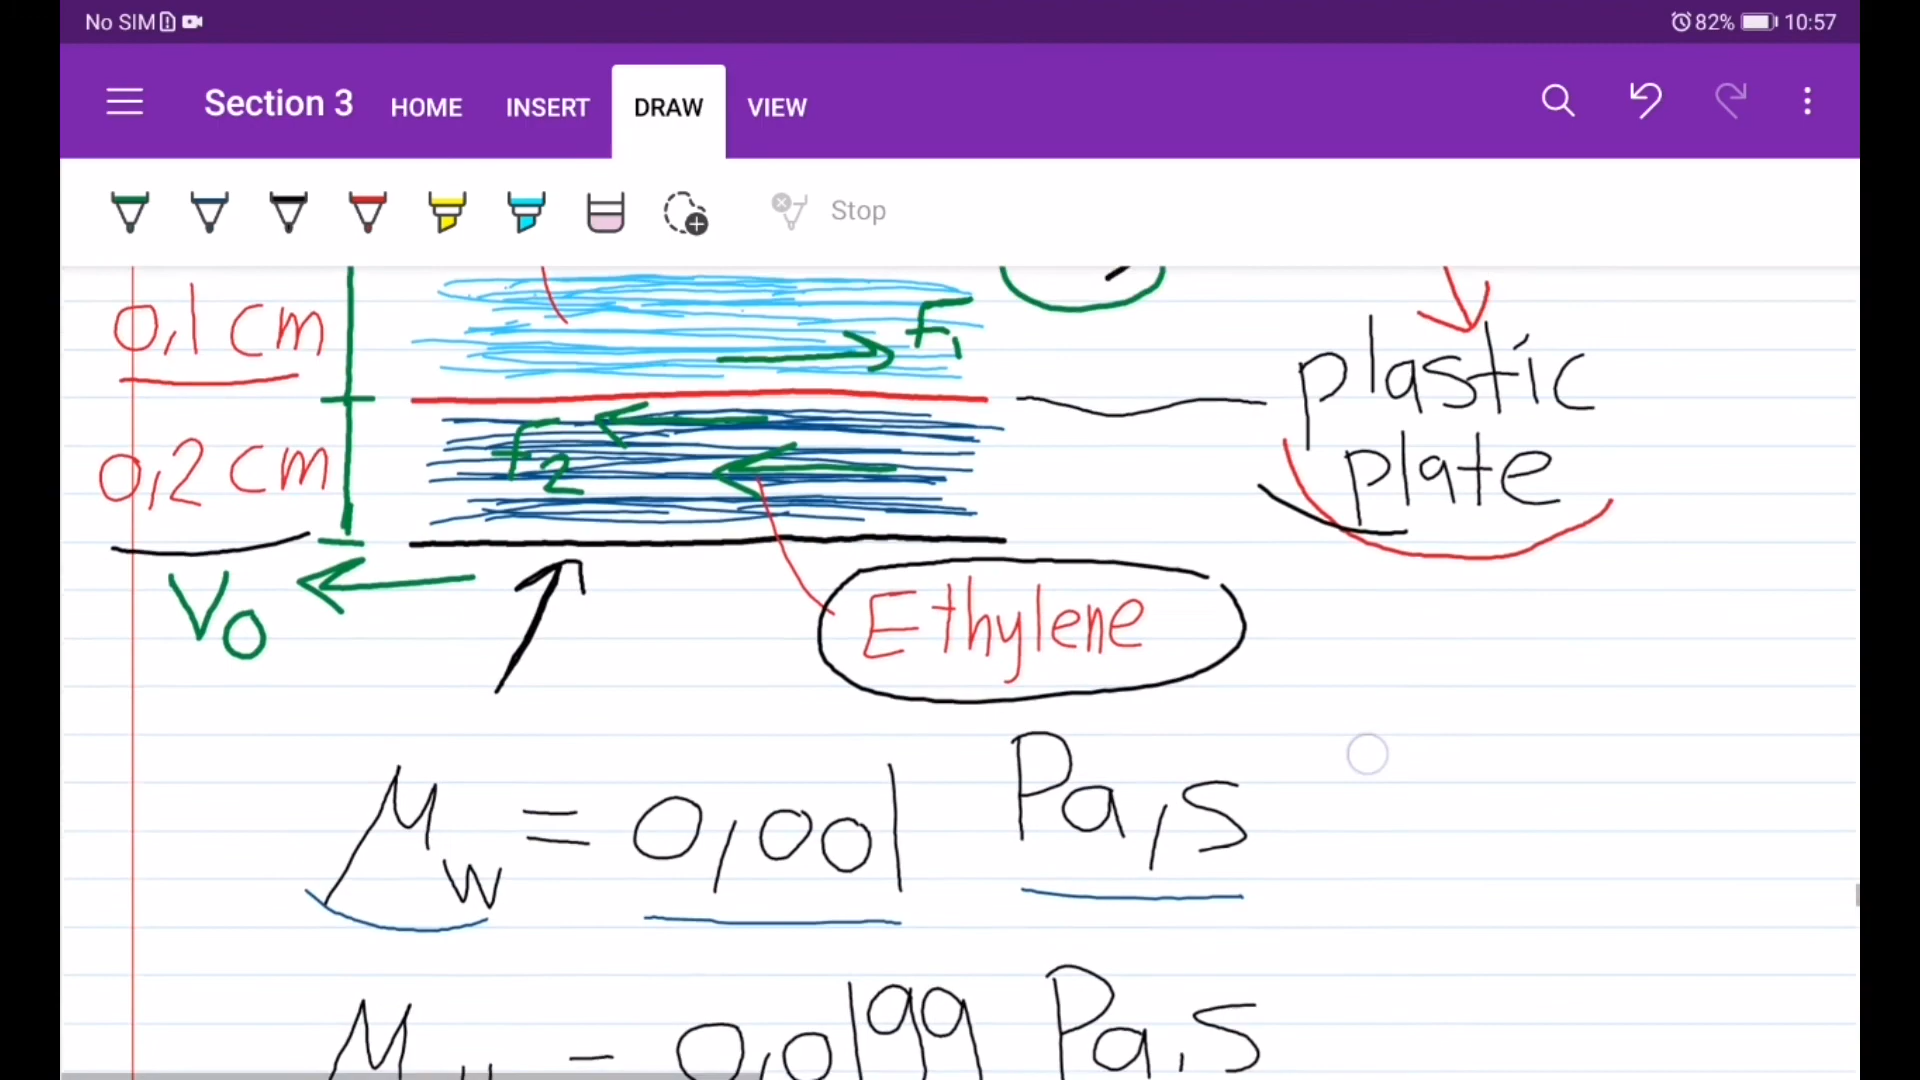 No SIM
82% 10:57
Section 3 HOME INSERT DRAW VIEW
Stop
0,1 cm
F1
plastic
plate
0,2 cm
F2
V0
Ethylene
μw = 0,001 Pa,s
0,0199 Pa,s